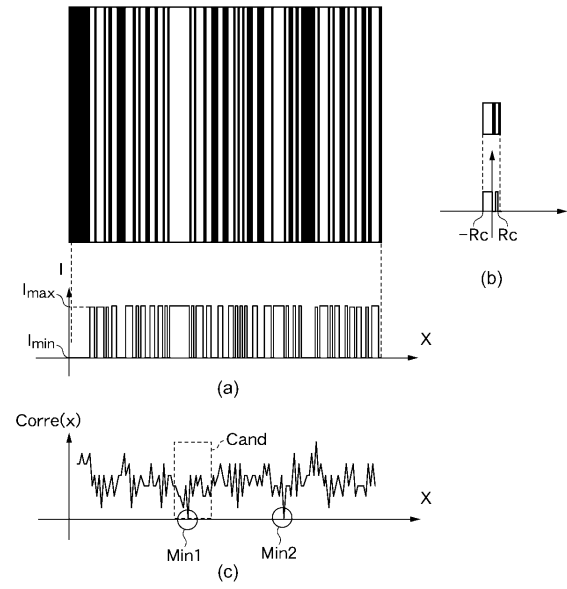 I
Imax
Imin
X
(a)
-Rc Rc
(b)
Corre(x)
Cand
X
Min1
Min2
(c)